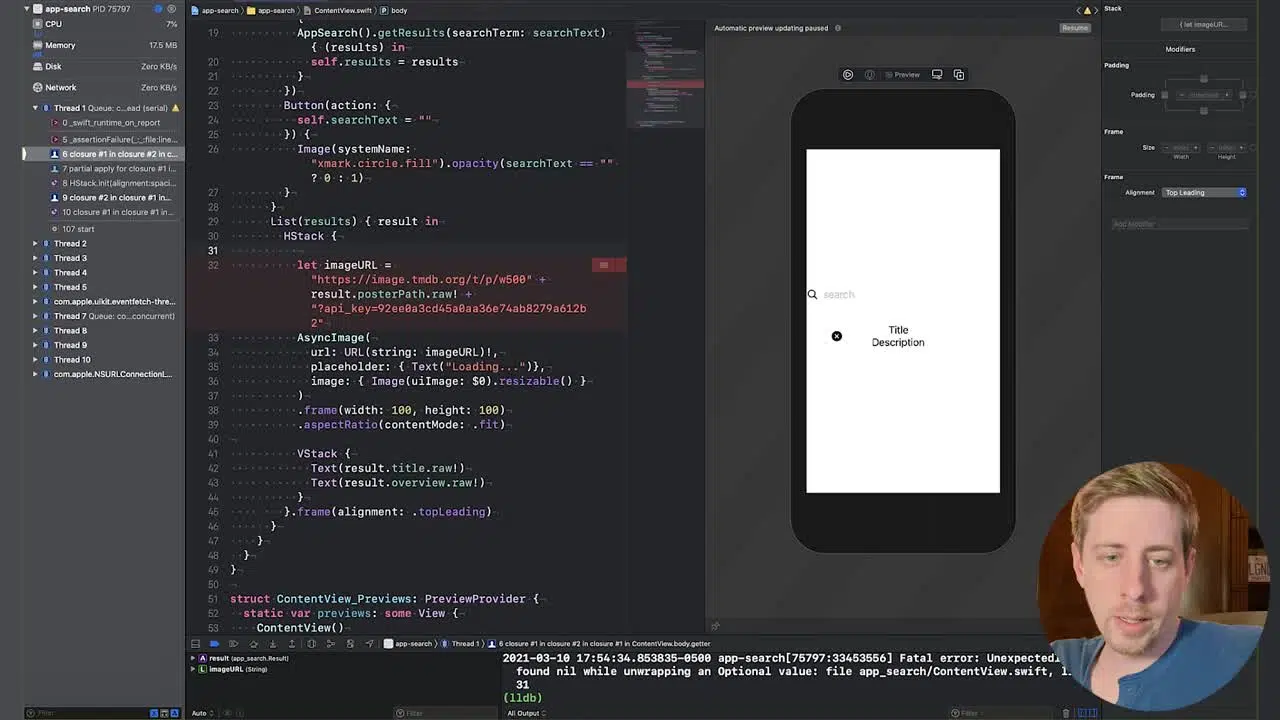 app-search PID 75797
CPU 7%
Memory 17.5 MB
Disk Zero KB/s
Network Zero KB/s
Thread 1 Queue: c...ead (serial)
0 _swift_runtime_on_report
5 _assertionFailure(_:_:file:line...
6 closure #1 in closure #2 in c...
7 partial apply for closure #1 i...
8 HStack.init(alignment:spaci...
9 closure #2 in closure #1 in...
10 closure #1 in closure #1 in...
107 start
Thread 2
Thread 3
Thread 4
Thread 5
com.apple.uikit.eventfetch-thre...
Thread 7 Queue: co...concurrent)
Thread 8
Thread 9
Thread 10
com.apple.NSURLConnectionL...
Filter
app-search app-search ContentView.swift body
19 AppSearch().getResults(searchTerm: searchText)
{ (results) in
20 self.results = results
21 }
22 })
23 Button(action: {
24 self.searchText = ""
25 }) {
26 Image(systemName:
"xmark.circle.fill").opacity(searchText == ""
? 0 : 1)
27 }
28 }
29 List(results) { result in
30 HStack {
31
32 let imageURL =
"https://image.tmdb.org/t/p/w500" +
result.posterPath.raw! +
"?api_key=92ee0a3cd45a0aa36e74ab8279a612b
2"
33 AsyncImage(
34 url: URL(string: imageURL)!,
35 placeholder: { Text("Loading...")},
36 image: { Image(uiImage: $0).resizable() }
37 )
38 .frame(width: 100, height: 100)
39 .aspectRatio(contentMode: .fit)
40
41 VStack {
42 Text(result.title.raw!)
43 Text(result.overview.raw!)
44 }
45 }.frame(alignment: .topLeading)
46 }
47 }
48 }
49 }
50
51 struct ContentView_Previews: PreviewProvider {
52 static var previews: some View {
53 ContentView()
app-search Thread 1 6 closure #1 in closure #2 in closure #1 in ContentView.body.getter
result (app_search.Result)
imageURL (String)
Auto
Filter
2021-03-10 17:54:34.853835-0500 app-search[75797:33453556] Fatal error: Unexpectedl
found nil while unwrapping an Optional value: file app_search/ContentView.swift, l
31
(lldb)
All Output
Filter
Automatic preview updating paused
Resume
Preview
search
Title
Description
Stack
{ let imageUR...
Modifiers
Padding
Padding
Frame
Size
Width Height
Frame
Alignment Top Leading
Add Modifier